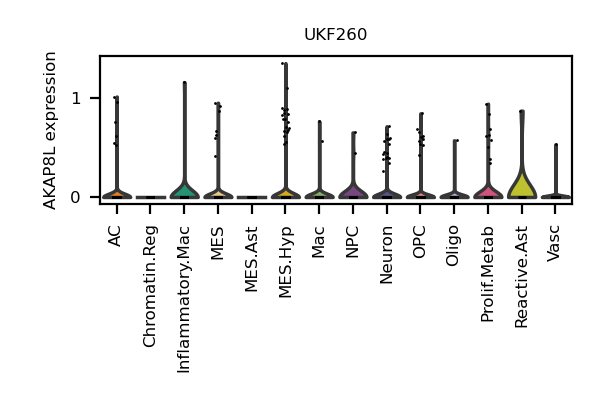 UKF260
AKAP8L expression
1
0
AC
Chromatin.Reg
Inflammatory.Mac
MES
MES.Ast
MES.Hyp
Mac
NPC
Neuron
OPC
Oligo
Prolif.Metab
Reactive.Ast
Vasc